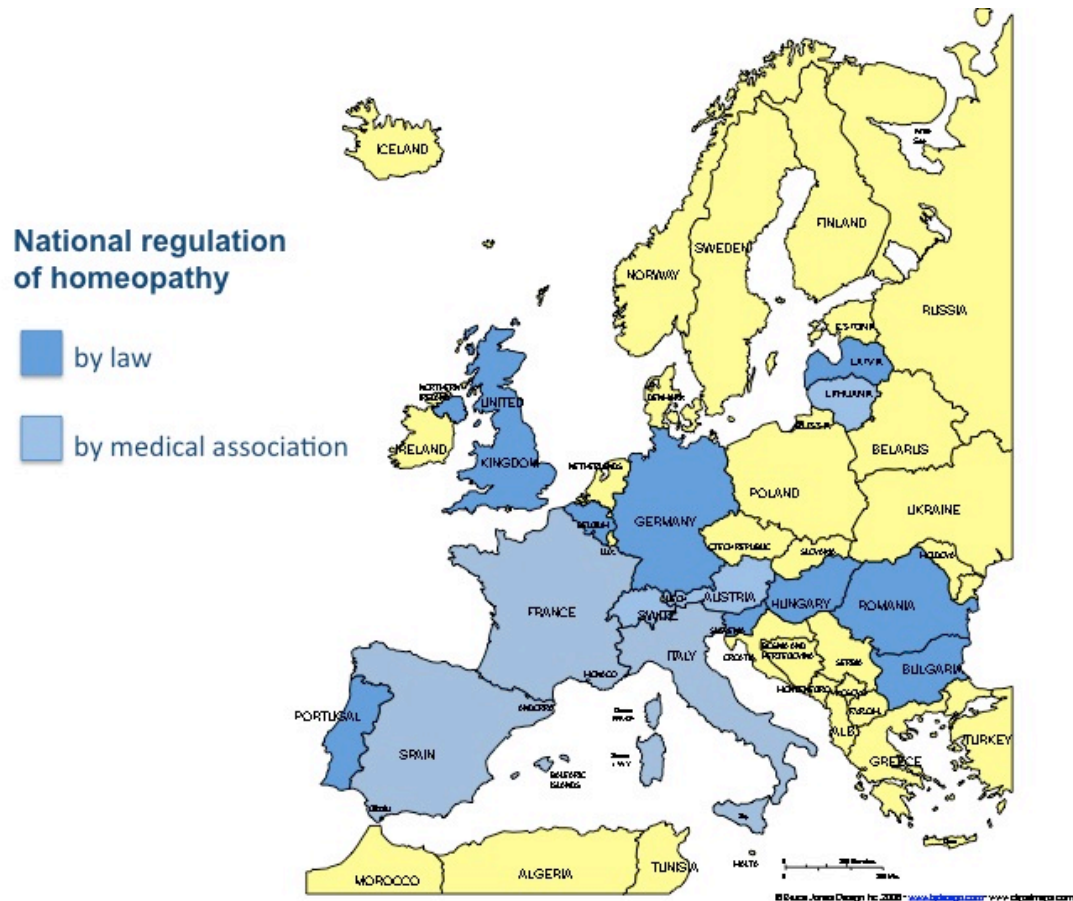 ICELAND
National regulation
of homeopathy
by law
by medical association
FINLAND
SWEDEN
NORWAY
RUSSIA
ESTONIA
LATVIA
LITHUANIA
RUSSIA
DENMARK
NORTHERN
IRELAND
UNITED
KINGDOM
IRELAND
NETHERLANDS
BELGIUM
LUX.
GERMANY
POLAND
BELARUS
UKRAINE
CZECH REPUBLIC
SLOVAKIA
MOLDOVA
FRANCE
AUSTRIA
HUNGARY
ROMANIA
SLOVENIA
CROATIA
BOSNIA AND
HERZEGOVINA
SERBIA
MONTENEGRO
KOSOVO
BULGARIA
ITALY
MONACO
ANDORRA
PORTUGAL
SPAIN
BALEARIC
ISLANDS
ALB
GREECE
TURKEY
MOROCCO
ALGERIA
TUNISIA
MALTA